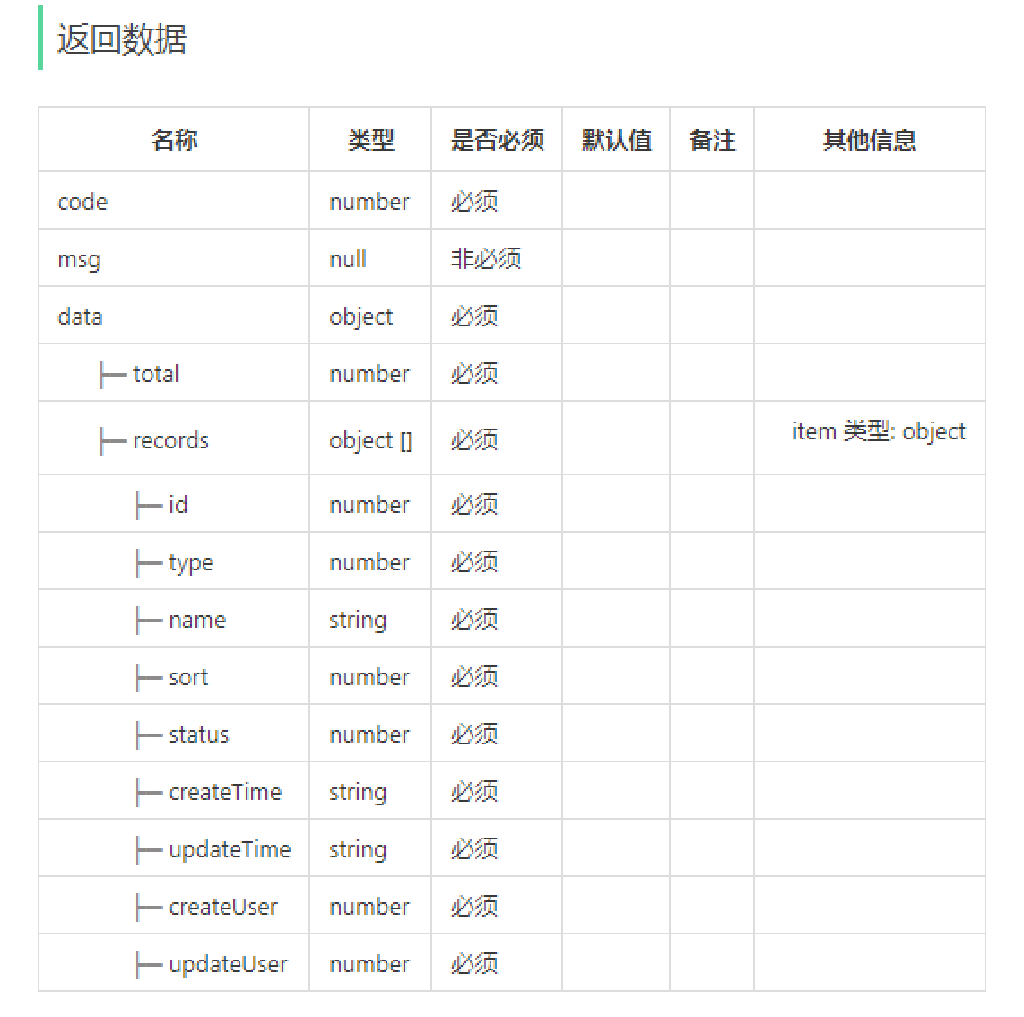 返回数据
名称 类型 是否必须 默认值 备注 其他信息
code number 必须
msg null 非必须
data object 必须
├─ total number 必须
├─ records object [] 必须 item 类型: object
├─ id number 必须
├─ type number 必须
├─ name string 必须
├─ sort number 必须
├─ status number 必须
├─ createTime string 必须
├─ updateTime string 必须
├─ createUser number 必须
├─ updateUser number 必须